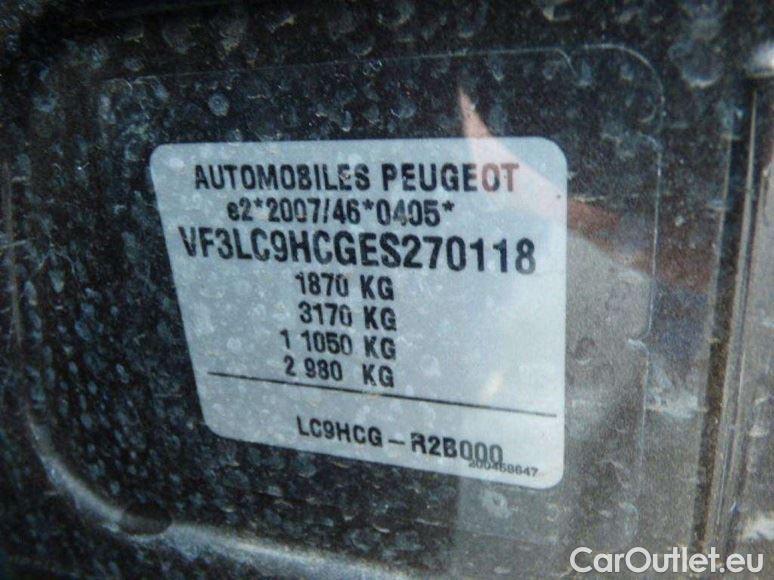 AUTOMOBILES PEUGEOT
e2*2007/46*0405*
VF3LC9HCGES270118
1870 KG
3170 KG
1 1050 KG
2 980 KG
LC9HCG - R2B000
200458647
CarOutlet.eu